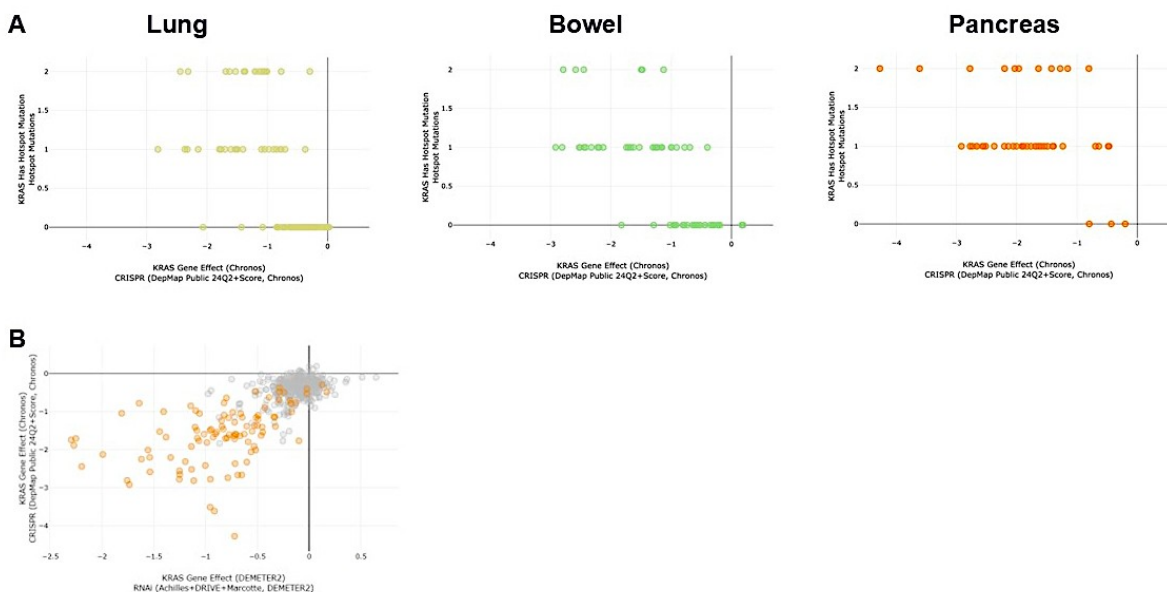 A
Lung
Bowel
Pancreas
KRAS Has Hotspot Mutation
Hotspot Mutations
2
1.5
1
0.5
0
−4
−3
−2
−1
0
KRAS Gene Effect (Chronos)
CRISPR (DepMap Public 24Q2+Score, Chronos)
KRAS Has Hotspot Mutation
Hotspot Mutations
2
1.5
1
0.5
0
−4
−3
−2
−1
0
KRAS Gene Effect (Chronos)
CRISPR (DepMap Public 24Q2+Score, Chronos)
KRAS Has Hotspot Mutation
Hotspot Mutations
2
1.5
1
0.5
0
−4
−3
−2
−1
0
KRAS Gene Effect (Chronos)
CRISPR (DepMap Public 24Q2+Score, Chronos)
B
KRAS Gene Effect (Chronos)
CRISPR (DepMap Public 24Q2+Score, Chronos)
0
−1
−2
−3
−4
−2.5
−2
−1.5
−1
−0.5
0
0.5
KRAS Gene Effect (DEMETER2)
RNAi (Achilles+DRIVE+Marcotte, DEMETER2)